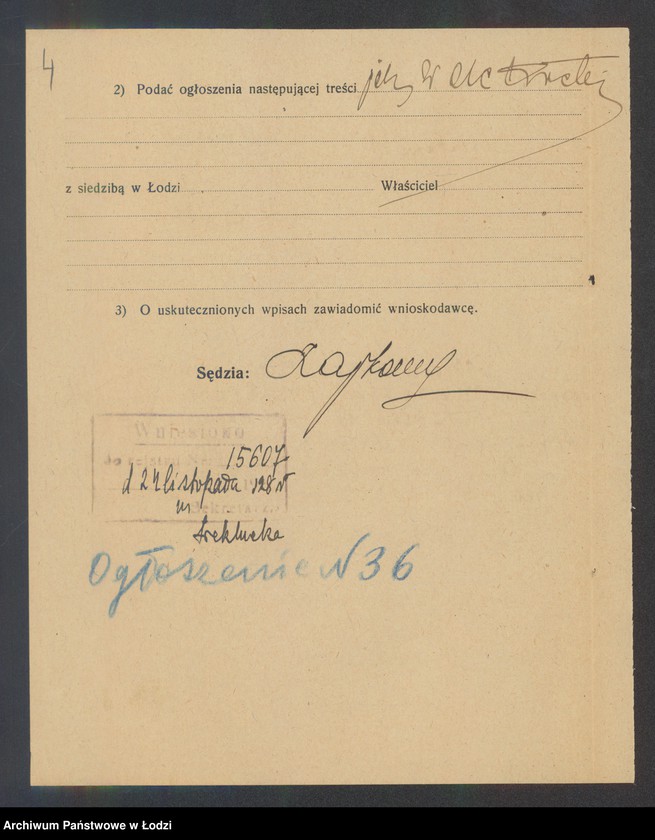 4
2) Podać ogłoszenia następującej treści jak w
z siedzibą w Łodzi Właściciel
3) O uskutecznionych wpisach zawiadomić wnioskodawcę.
Sędzia:
Wniesiono
15607
d 24 listopada 1928 r
Ogłoszenie N 36
Archiwum Państwowe w Łodzi